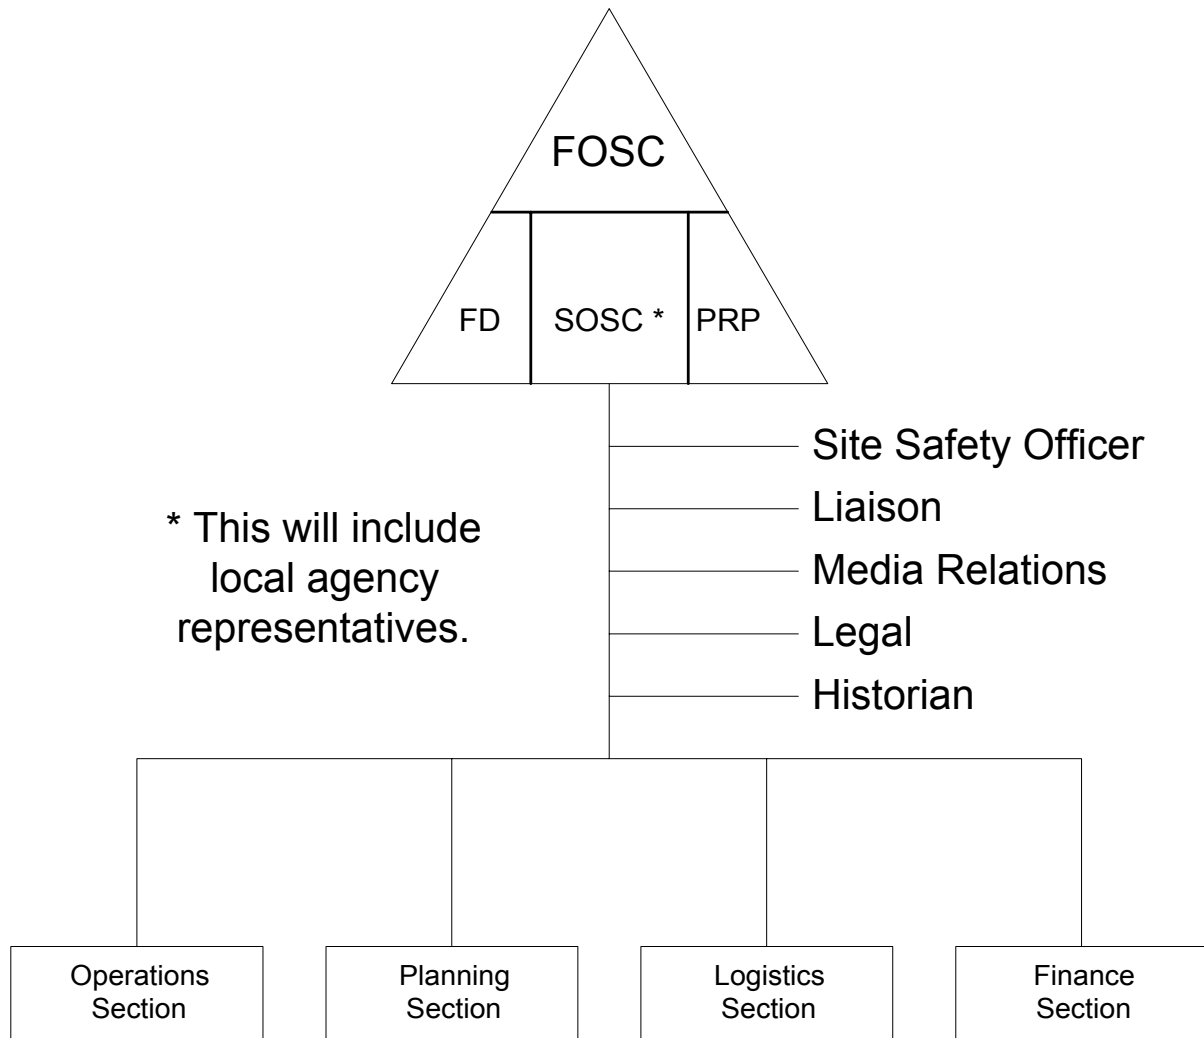 FOSC
FD
SOSC *
PRP
Site Safety Officer
Liaison
Media Relations
Legal
Historian
* This will include
local agency
representatives.
Operations
Section
Planning
Section
Logistics
Section
Finance
Section